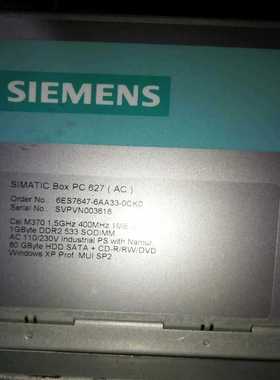 SIEMENS
SIMATIC Box PC 627 ( AC )
Order No.: 6ES7647-6AA33-0CK0
Serial No.: SVPVN003616
Cel M370 1,5GHz 400MHz 1MB
1GByte DDR2 533 SODIMM
AC 110/230V Industrial PS with Namur
80 GByte HDD SATA + CD-R/RW/DVD
Windows XP Prof. MUI SP2